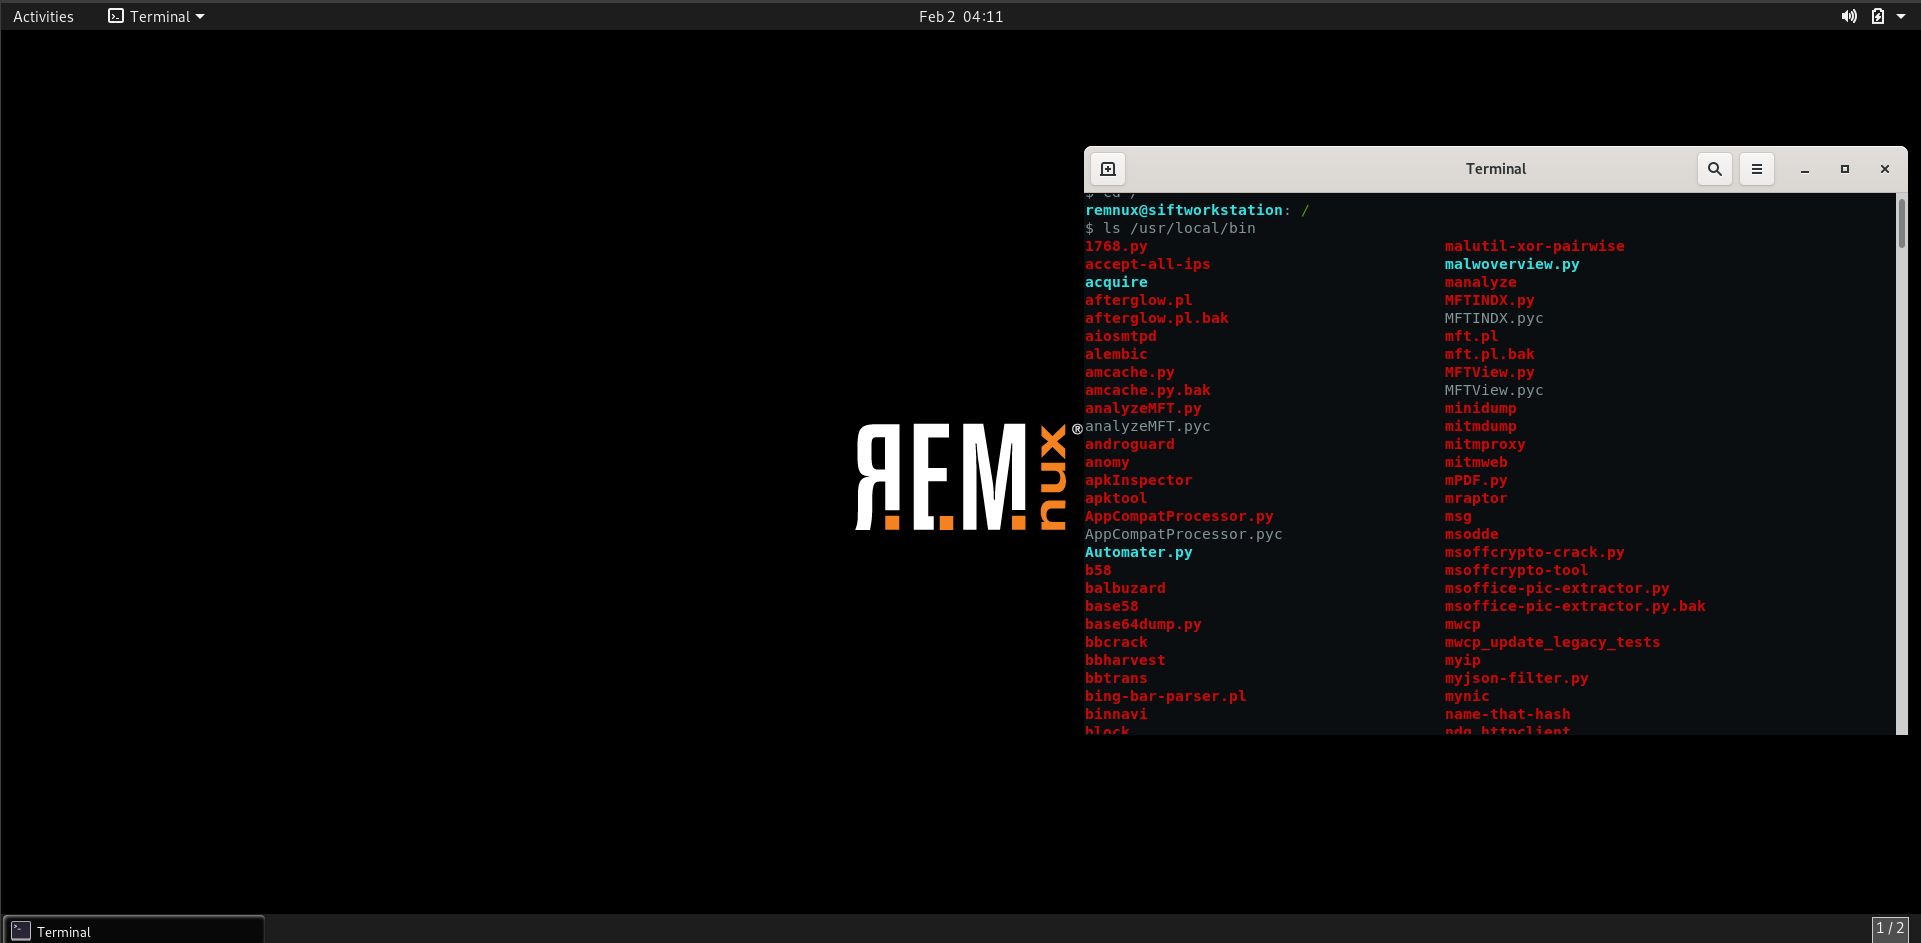 Activities Terminal Feb 2 04:11
Terminal
$ cd /
remnux@siftworkstation: /
$ ls /usr/local/bin
1768.py malutil-xor-pairwise
accept-all-ips malwoverview.py
acquire manalyze
afterglow.pl MFTINDX.py
afterglow.pl.bak MFTINDX.pyc
aiosmtpd mft.pl
alembic mft.pl.bak
amcache.py MFTView.py
amcache.py.bak MFTView.pyc
analyzeMFT.py minidump
analyzeMFT.pyc mitmdump
androguard mitmproxy
anomy mitmweb
apkInspector mPDF.py
apktool mraptor
AppCompatProcessor.py msg
AppCompatProcessor.pyc msodde
Automater.py msoffcrypto-crack.py
b58 msoffcrypto-tool
balbuzard msoffice-pic-extractor.py
base58 msoffice-pic-extractor.py.bak
base64dump.py mwcp
bbcrack mwcp_update_legacy_tests
bbharvest myip
bbtrans myjson-filter.py
bing-bar-parser.pl mynic
binnavi name-that-hash
block ndg_httpclient
REMnux®
Terminal 1 / 2